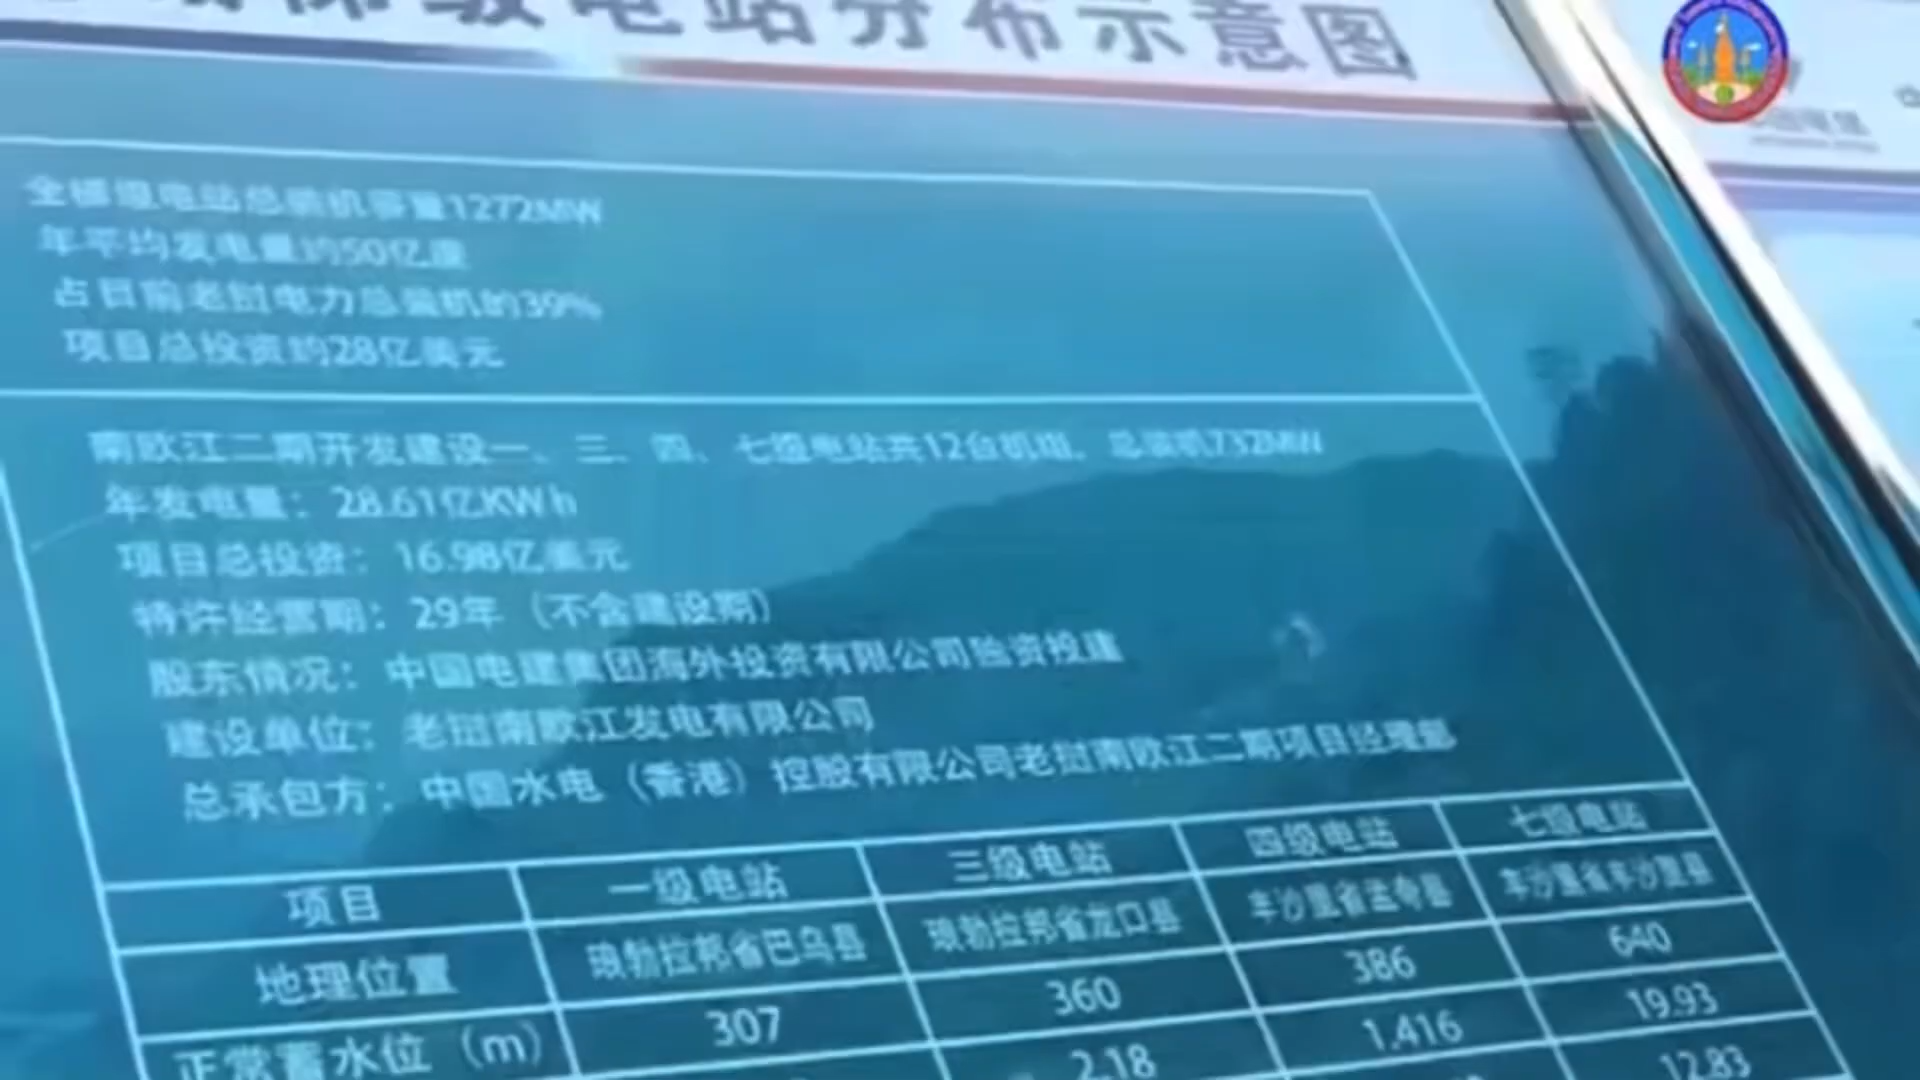 梯级电站分布示意图
全梯级电站总装机容量1272MW
年平均发电量约50亿度
占目前老挝电力总装机的39%
项目总投资约28亿美元
南欧江二期开发建设一、三、四、七级电站共12台机组，总装机732MW
年发电量：28.61亿KW h
项目总投资：16.98亿美元
特许经营期：29年（不含建设期）
股东情况：中国电建集团海外投资有限公司独资投建
建设单位：老挝南欧江发电有限公司
总承包方：中国水电（香港）控股有限公司老挝南欧江二期项目经理部
项目 一级电站 三级电站 四级电站 七级电站
地理位置 琅勃拉邦省巴乌县 琅勃拉邦省龙口县 丰沙里省孟夸县 丰沙里省丰沙里县
正常蓄水位（m） 307 360 386 640
2.18 1.416 19.93
12.83